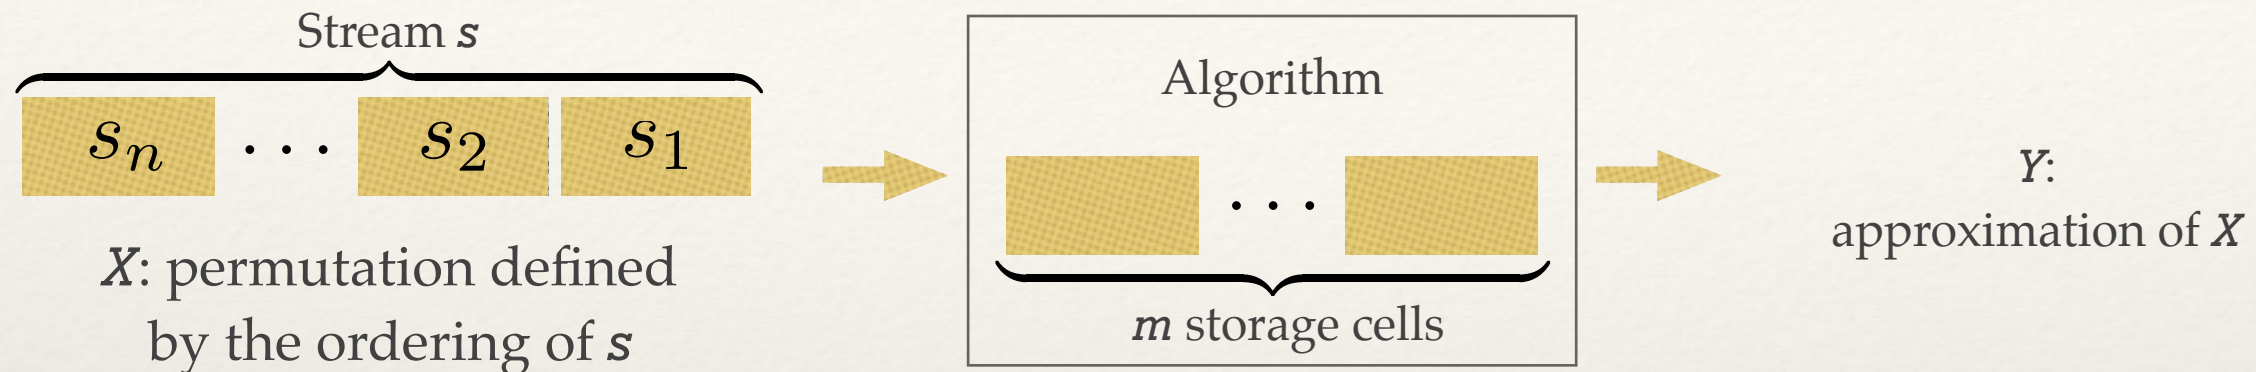 Stream s
sₙ ... s₂ s₁
X: permutation defined
by the ordering of s
Algorithm
...
m storage cells
Y:
approximation of X